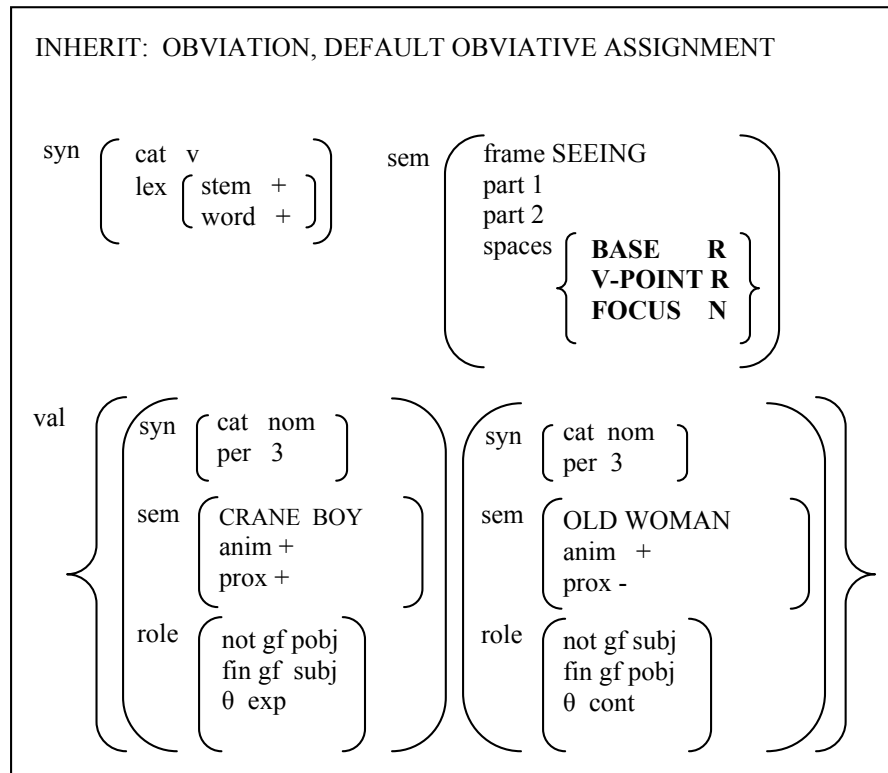 INHERIT: OBVIATION, DEFAULT OBVIATIVE ASSIGNMENT
syn
cat v
lex
stem +
word +
sem
frame SEEING
part 1
part 2
spaces
BASE R
V-POINT R
FOCUS N
val
syn
cat nom
per 3
sem
CRANE BOY
anim +
prox +
role
not gf pobj
fin gf subj
θ exp
syn
cat nom
per 3
sem
OLD WOMAN
anim +
prox -
role
not gf subj
fin gf pobj
θ cont